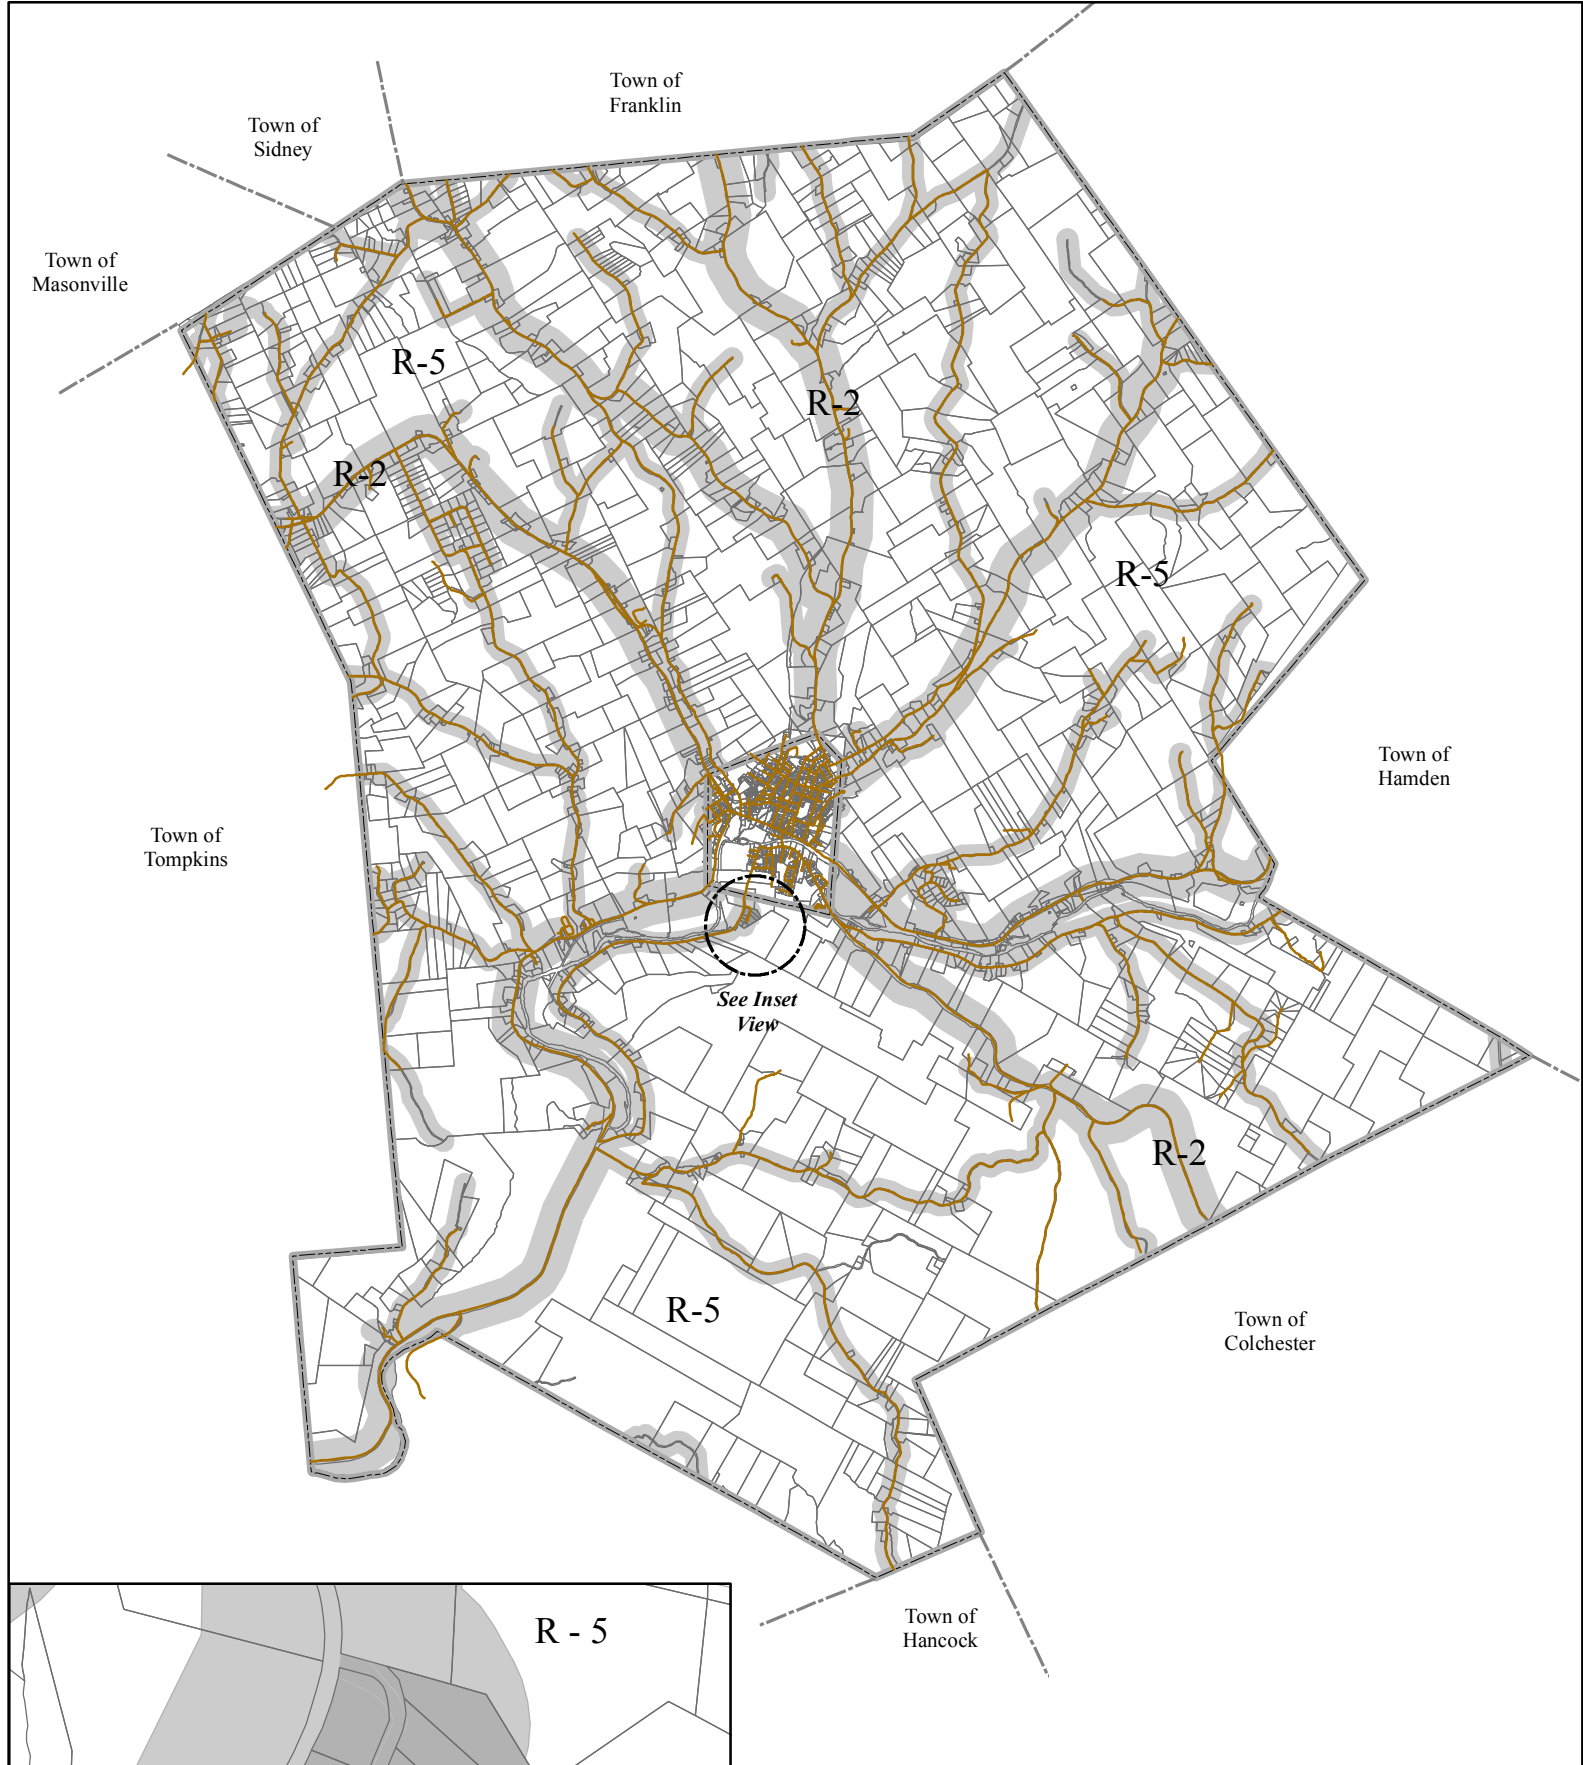 Town of
Franklin
Town of
Sidney
Town of
Masonville
R-5
R-2
R-2
R-5
Town of
Hamden
Town of
Tompkins
See Inset
View
R-2
R-5
Town of
Colchester
Town of
Hancock
R - 5